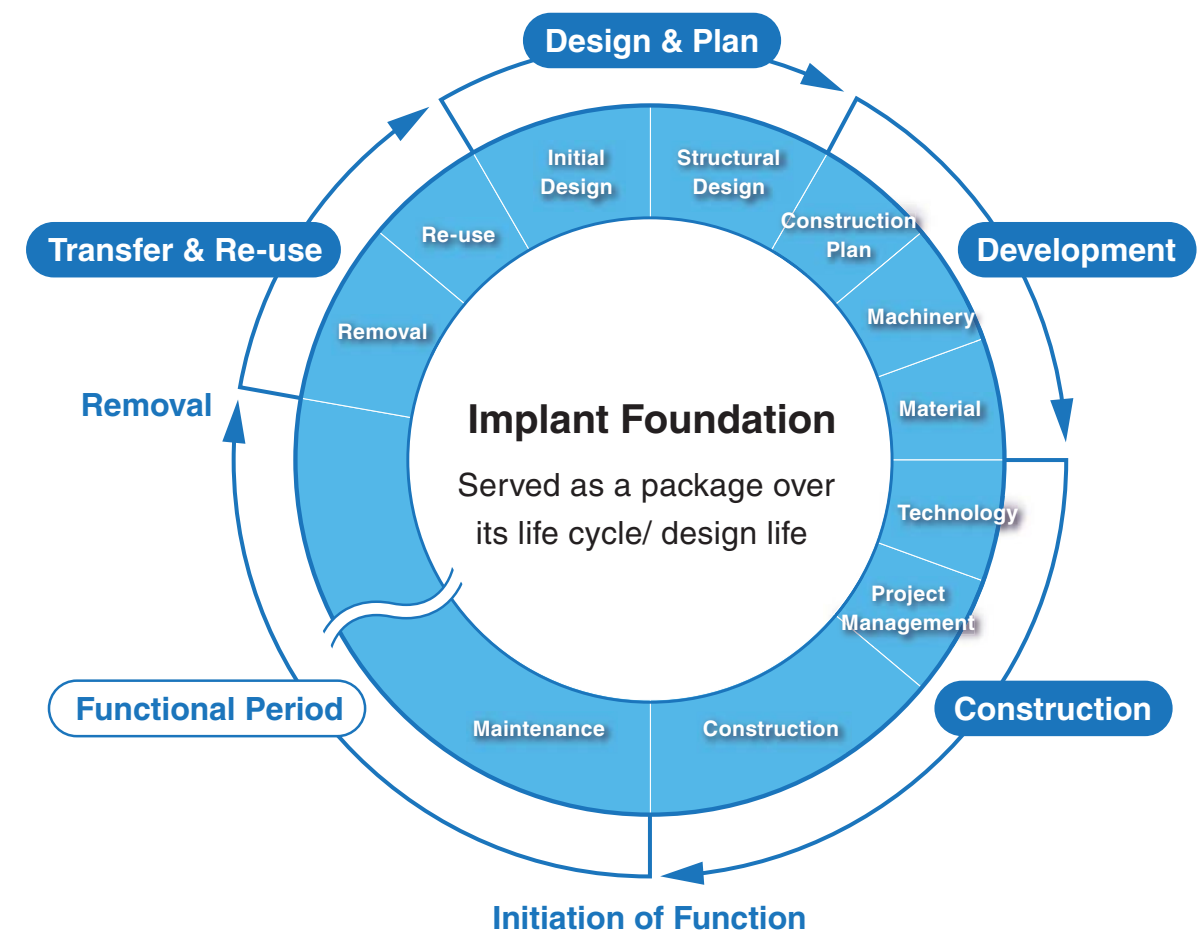 Design & Plan
Initial
Design
Structural
Design
Construction
Plan
Re-use
Transfer & Re-use
Development
Machinery
Removal
Removal
Material
Implant Foundation
Served as a package over
its life cycle/ design life
Technology
Project
Management
Functional Period
Construction
Maintenance
Construction
Initiation of Function